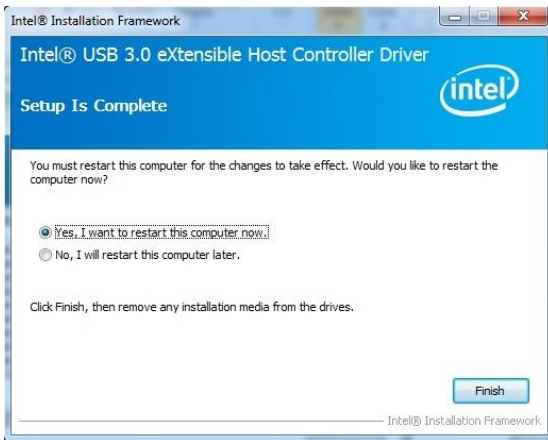 Intel® Installation Framework
Intel® USB 3.0 eXtensible Host Controller Driver
Setup Is Complete
intel
You must restart this computer for the changes to take effect. Would you like to restart the
computer now?
Yes, I want to restart this computer now.
No, I will restart this computer later.
Click Finish, then remove any installation media from the drives.
Finish
Intel® Installation Framework